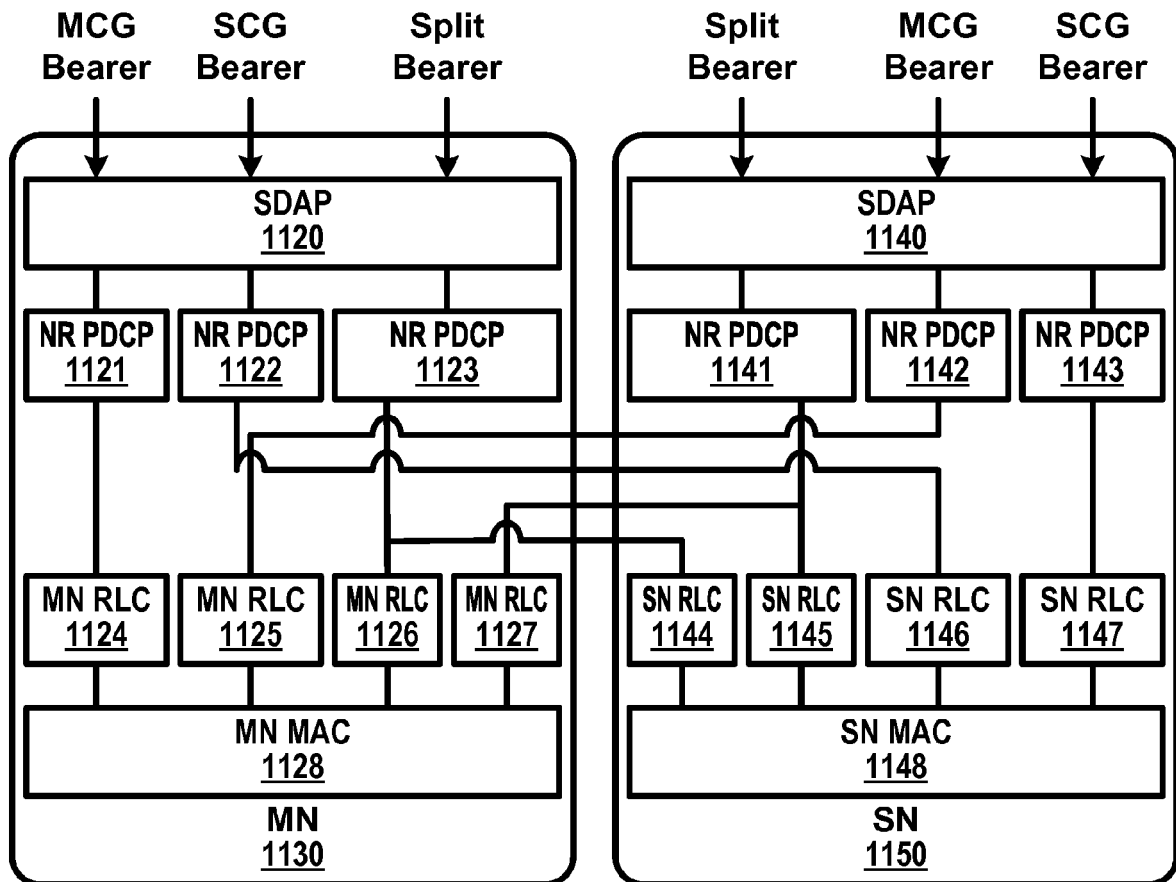 MCG Bearer
SCG Bearer
Split Bearer
Split Bearer
MCG Bearer
SCG Bearer
SDAP
1120
SDAP
1140
NR PDCP
1121
NR PDCP
1122
NR PDCP
1123
NR PDCP
1141
NR PDCP
1142
NR PDCP
1143
MN RLC
1124
MN RLC
1125
MN RLC
1126
MN RLC
1127
SN RLC
1144
SN RLC
1145
SN RLC
1146
SN RLC
1147
MN MAC
1128
SN MAC
1148
MN
1130
SN
1150